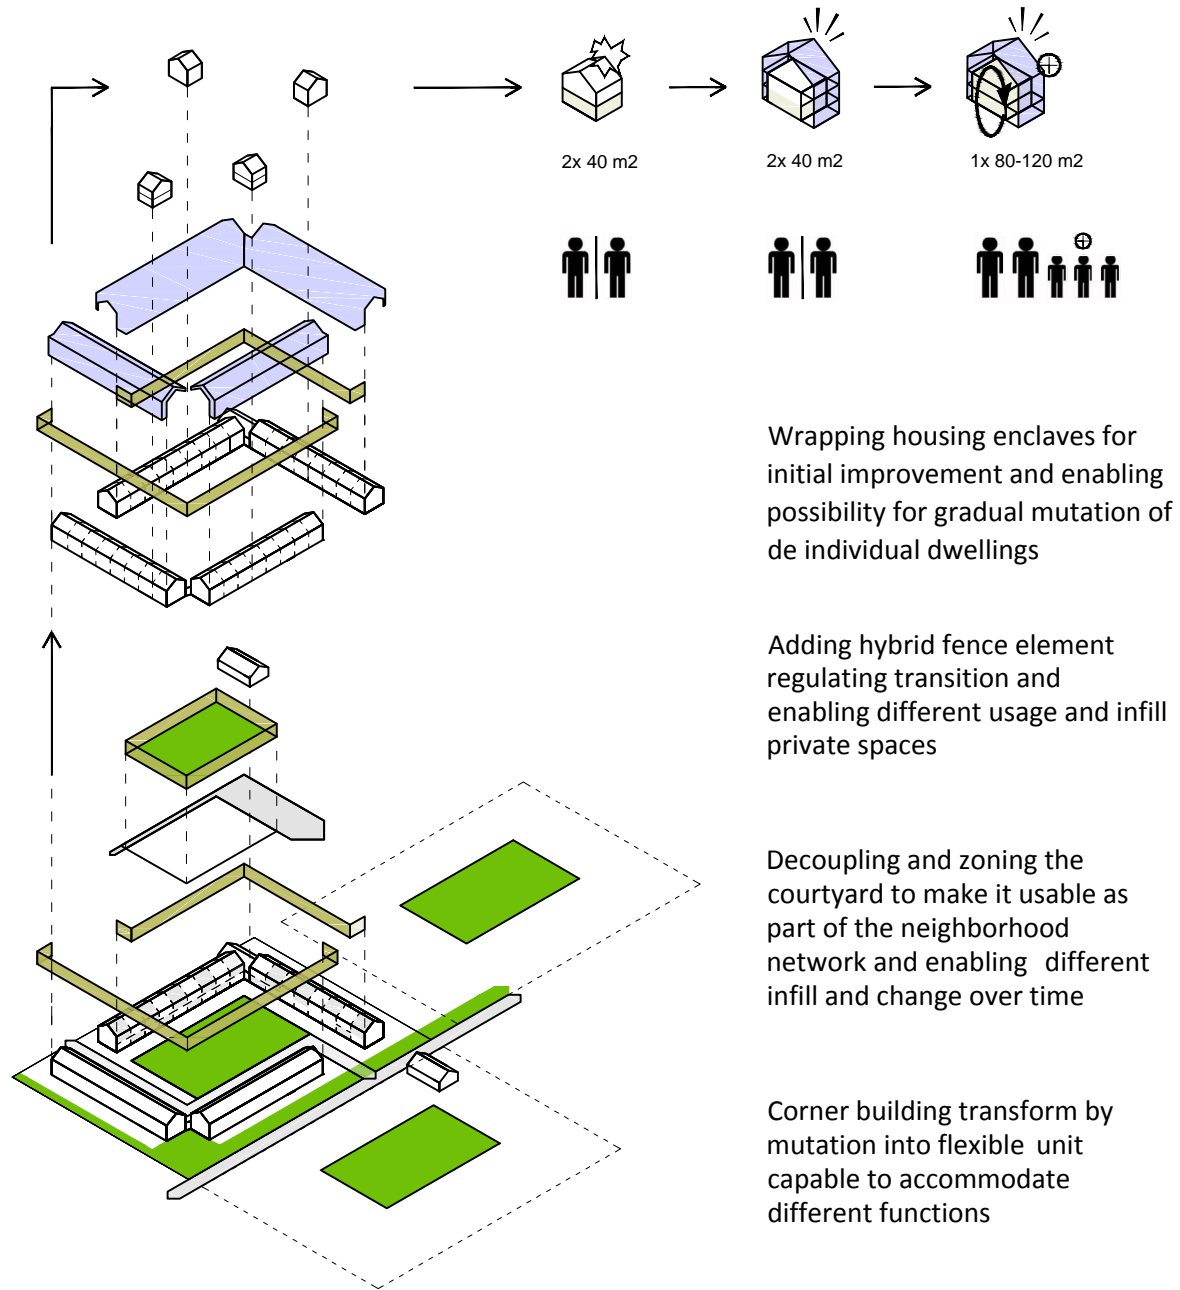 2x 40 m2
2x 40 m2
1x 80-120 m2
Wrapping housing enclaves for
initial improvement and enabling
possibility for gradual mutation of
de individual dwellings
Adding hybrid fence element
regulating transition and
enabling different usage and infill
private spaces
Decoupling and zoning the
courtyard to make it usable as
part of the neighborhood
network and enabling different
infill and change over time
Corner building transform by
mutation into flexible unit
capable to accommodate
different functions